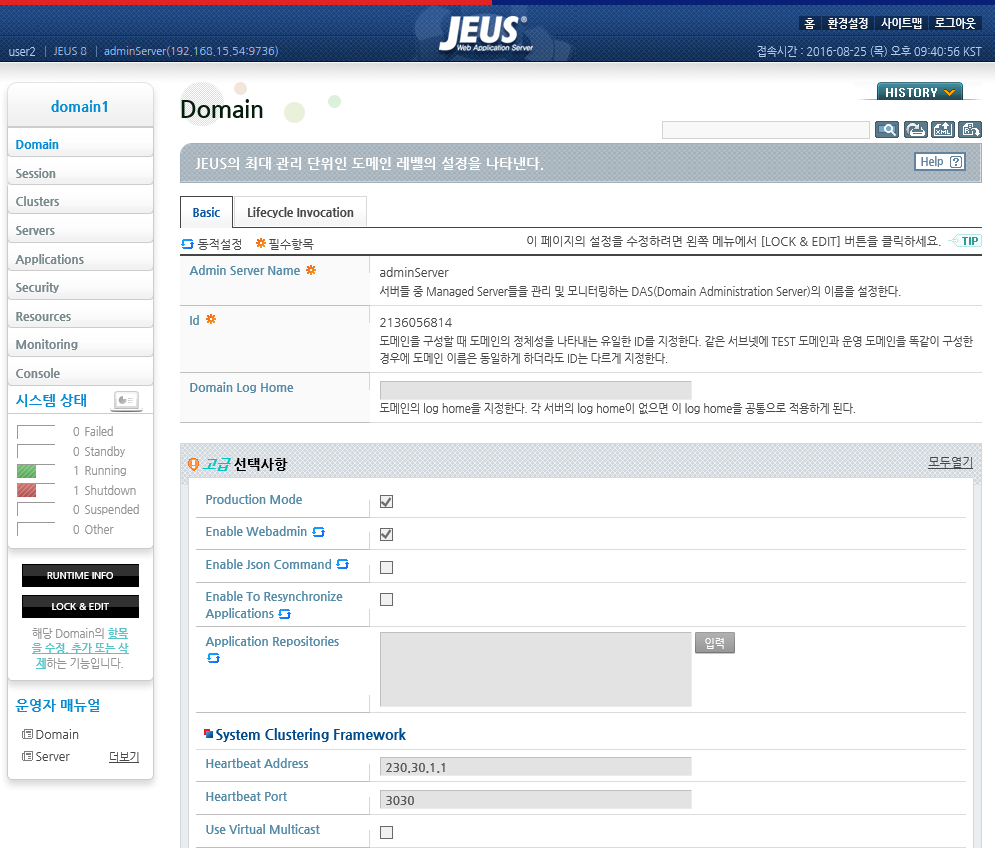 홈 환경설정 사이트맵 로그아웃
JEUS®
Web Application Server
user2 | JEUS 8 | adminServer(192.168.15.54:9736)
접속시간 : 2016-08-25 (목) 오후 09:40:56 KST
domain1
Domain
Session
Clusters
Servers
Applications
Security
Resources
Monitoring
Console
시스템 상태
0 Failed
0 Standby
1 Running
1 Shutdown
0 Suspended
0 Other
RUNTIME INFO
LOCK & EDIT
해당 Domain의 항목
을 수정, 추가 또는 삭
제하는 기능입니다.
운영자 매뉴얼
Domain
Server 더보기
HISTORY
Domain
JEUS의 최대 관리 단위인 도메인 레벨의 설정을 나타낸다.
Help ?
Basic Lifecycle Invocation
동적설정 필수항목
이 페이지의 설정을 수정하려면 왼쪽 메뉴에서 [LOCK & EDIT] 버튼을 클릭하세요. TIP
Admin Server Name
adminServer
서버들 중 Managed Server들을 관리 및 모니터링하는 DAS(Domain Administration Server)의 이름을 설정한다.
Id
2136056814
도메인을 구성할 때 도메인의 정체성을 나타내는 유일한 ID를 지정한다. 같은 서브넷에 TEST 도메인과 운영 도메인을 똑같이 구성한
경우에 도메인 이름은 동일하게 하더라도 ID는 다르게 지정한다.
Domain Log Home
도메인의 log home을 지정한다. 각 서버의 log home이 없으면 이 log home을 공통으로 적용하게 된다.
고급 선택사항
모두열기
Production Mode
Enable Webadmin
Enable Json Command
Enable To Resynchronize
Applications
Application Repositories
입력
System Clustering Framework
Heartbeat Address 230.30.1.1
Heartbeat Port 3030
Use Virtual Multicast